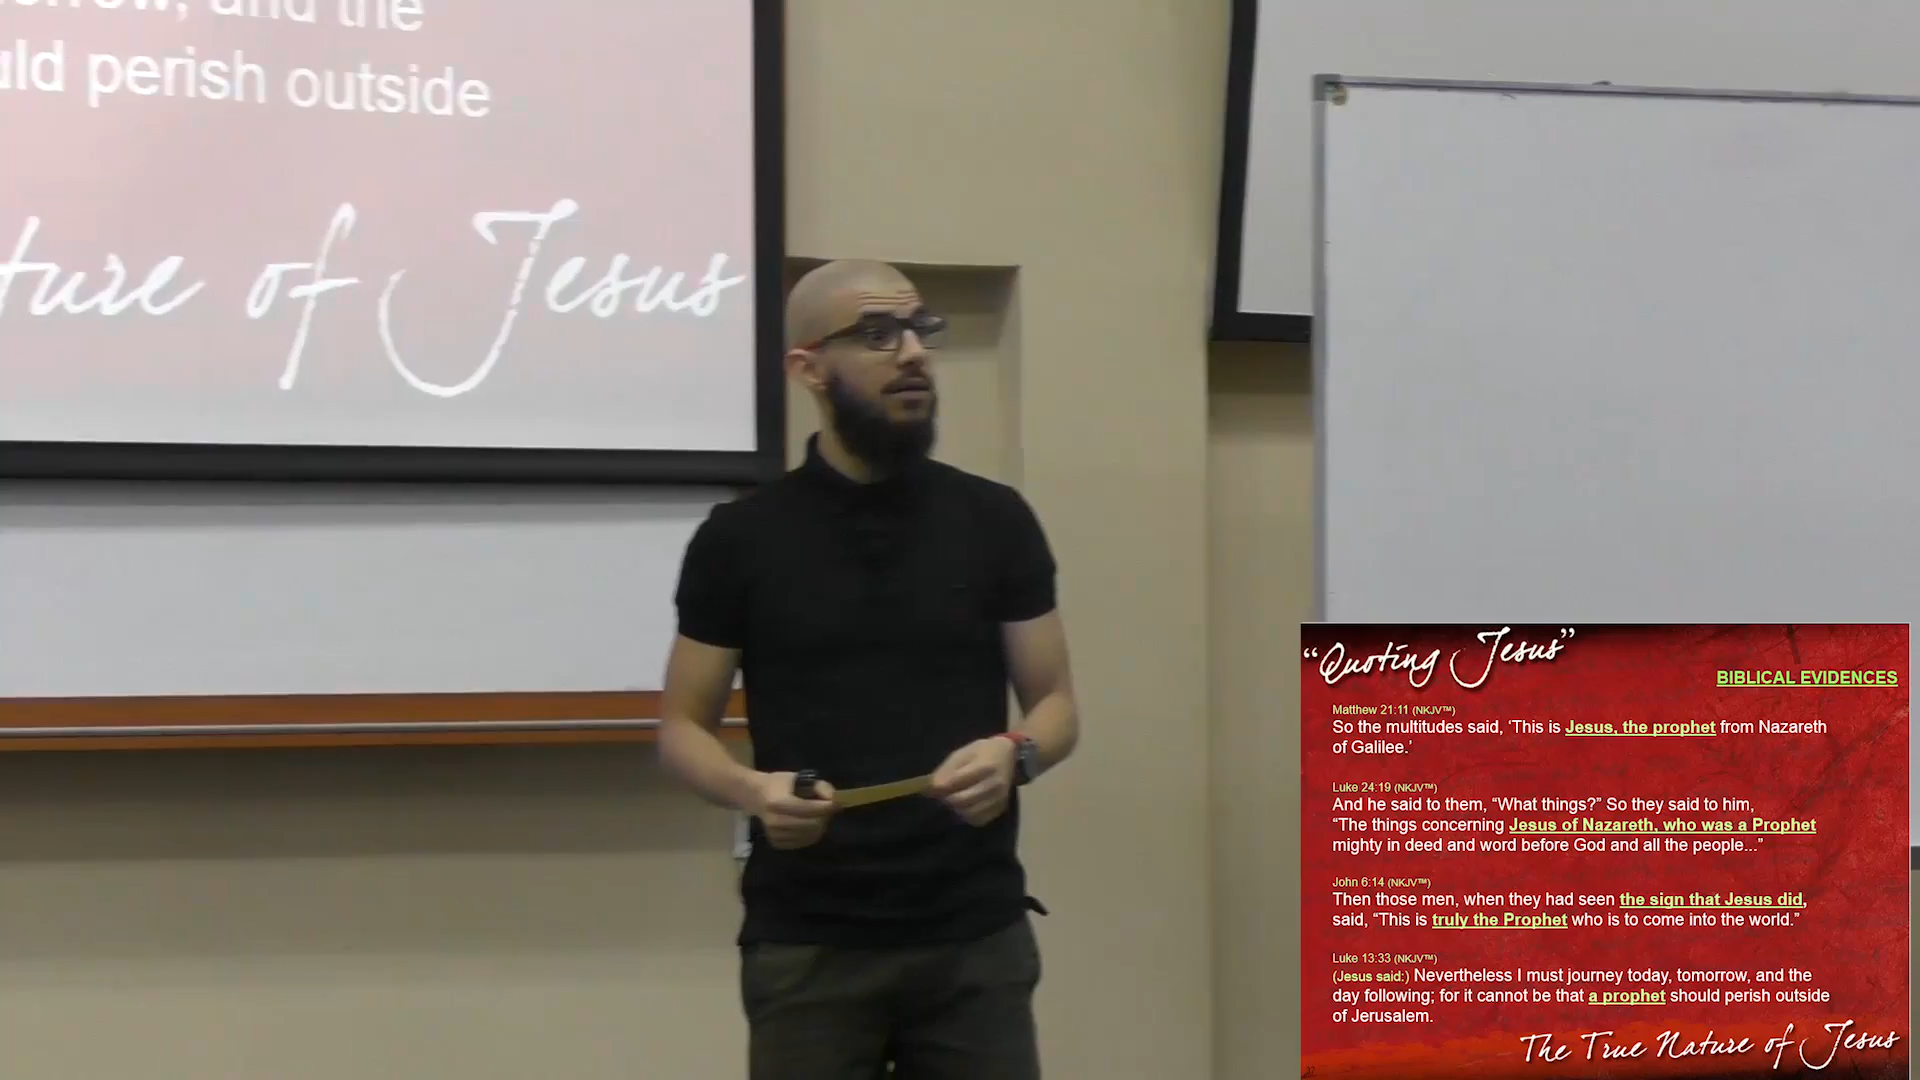 and the
perish outside
of Jesus
“Quoting Jesus”
BIBLICAL EVIDENCES
Matthew 21:11 (NKJV™)
So the multitudes said, ‘This is Jesus, the prophet from Nazareth
of Galilee.’
Luke 24:19 (NKJV™)
And he said to them, “What things?” So they said to him,
“The things concerning Jesus of Nazareth, who was a Prophet
mighty in deed and word before God and all the people...”
John 6:14 (NKJV™)
Then those men, when they had seen the sign that Jesus did,
said, “This is truly the Prophet who is to come into the world.”
Luke 13:33 (NKJV™)
(Jesus said:) Nevertheless I must journey today, tomorrow, and the
day following; for it cannot be that a prophet should perish outside
of Jerusalem.
The True Nature of Jesus